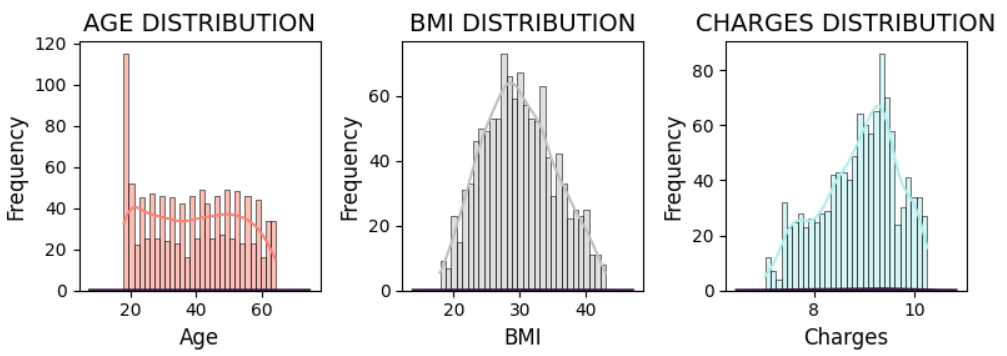 AGE DISTRIBUTION
Frequency
120
100
80
60
40
20
0
20
40
60
Age
BMI DISTRIBUTION
Frequency
60
40
20
0
20
30
40
BMI
CHARGES DISTRIBUTION
Frequency
80
60
40
20
0
8
10
Charges